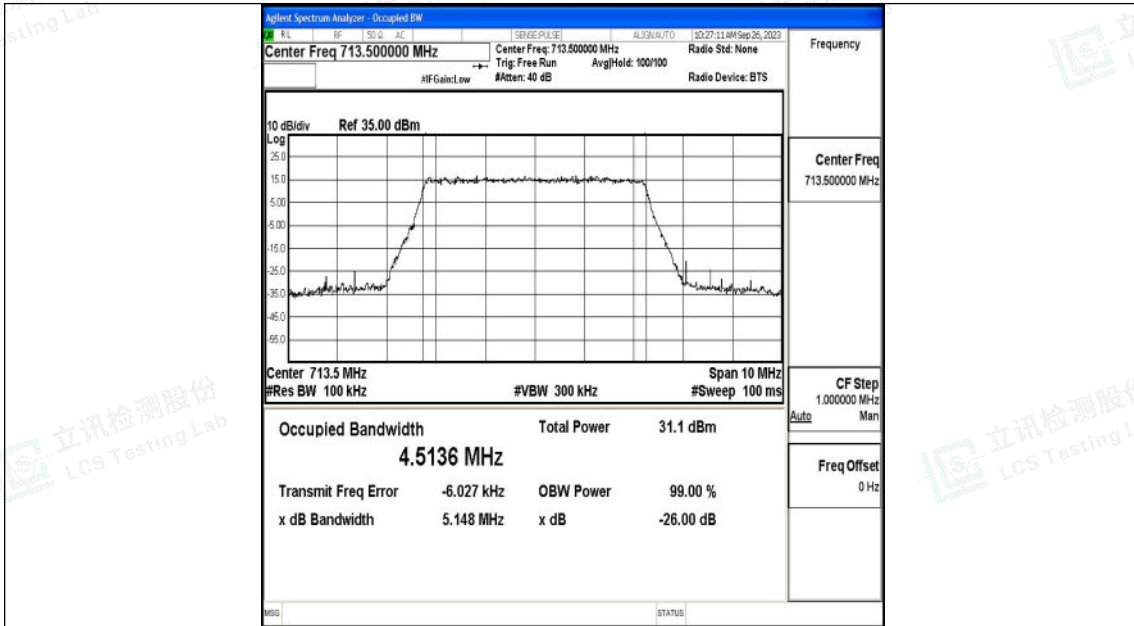 Agilent Spectrum Analyzer - Occupied BW
RL RF 50 Ω AC SENSE:PULSE ALIGNAUTO 10:27:11 AM Sep 26, 2023
Center Freq 713.500000 MHz
Center Freq: 713.500000 MHz
Radio Std: None
Trig: Free Run
Avg|Hold: 100/100
#IFGain:Low
#Atten: 40 dB
Radio Device: BTS
10 dB/div Ref 35.00 dBm
Log
25.0
15.0
5.00
-5.00
-15.0
-25.0
-35.0
-45.0
-55.0
Center 713.5 MHz
Span 10 MHz
#Res BW 100 kHz
#VBW 300 kHz
#Sweep 100 ms
Occupied Bandwidth
Total Power 31.1 dBm
4.5136 MHz
Transmit Freq Error -6.027 kHz
OBW Power 99.00 %
x dB Bandwidth 5.148 MHz
x dB -26.00 dB
MSG
STATUS
Frequency
Center Freq
713.500000 MHz
CF Step
1.000000 MHz
Auto Man
Freq Offset
0 Hz
sting Lab
立讯检测股份
LCS Testing Lab
立讯检测股份
LCS Testing L